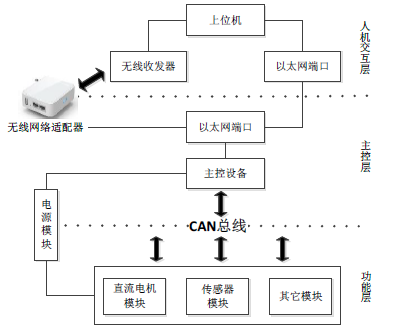 上位机
人机交互层
无线收发器
以太网端口
无线网络适配器
以太网端口
主控层
主控设备
电源模块
CAN总线
直流电机
模块
传感器
模块
其它模块
功能层